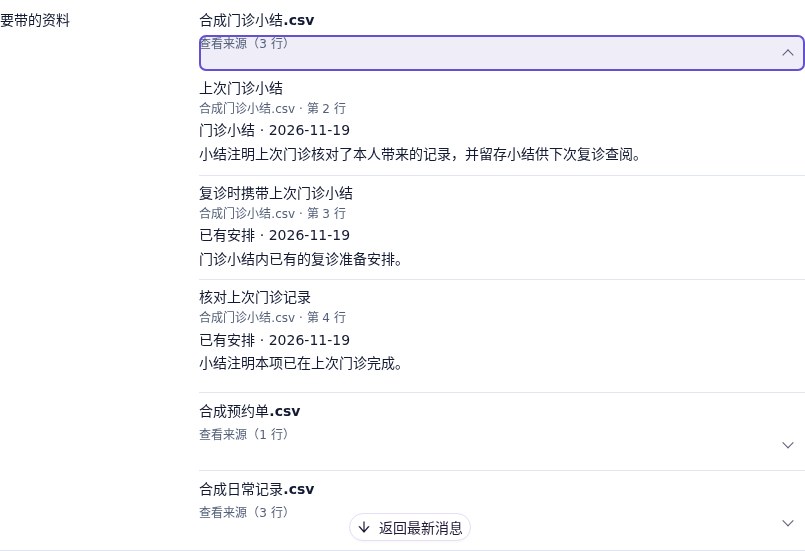 要带的资料
合成门诊小结.csv
查看来源（3 行）
上次门诊小结
合成门诊小结.csv · 第 2 行
门诊小结 · 2026-11-19
小结注明上次门诊核对了本人带来的记录，并留存小结供下次复诊查阅。
复诊时携带上次门诊小结
合成门诊小结.csv · 第 3 行
已有安排 · 2026-11-19
门诊小结内已有的复诊准备安排。
核对上次门诊记录
合成门诊小结.csv · 第 4 行
已有安排 · 2026-11-19
小结注明本项已在上次门诊完成。
合成预约单.csv
查看来源（1 行）
合成日常记录.csv
查看来源（3 行）
返回最新消息